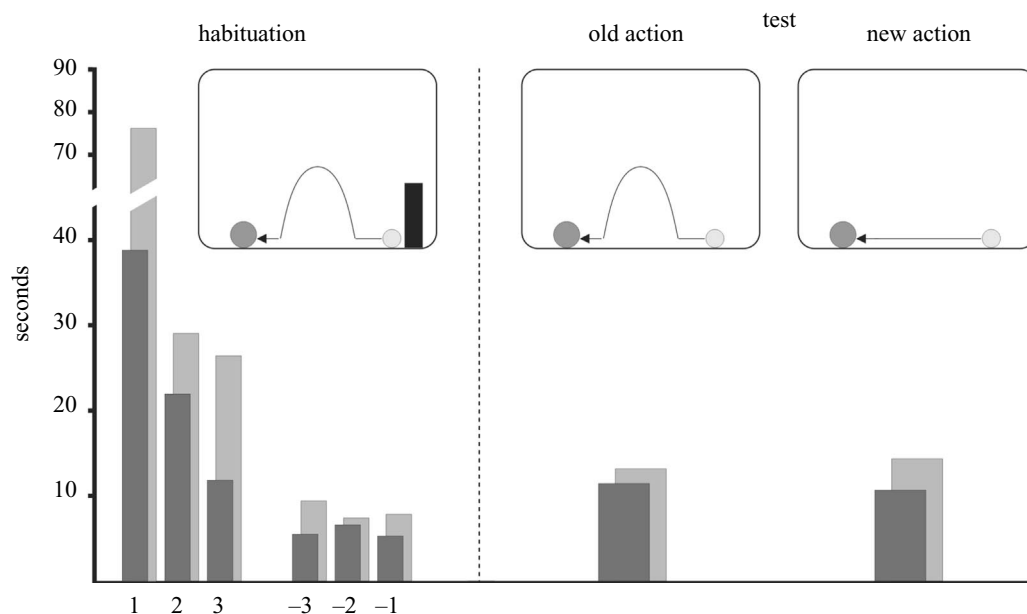 test
habituation
old action
new action
90
80
70
40
30
20
10
seconds
1 2 3 –3 –2 –1